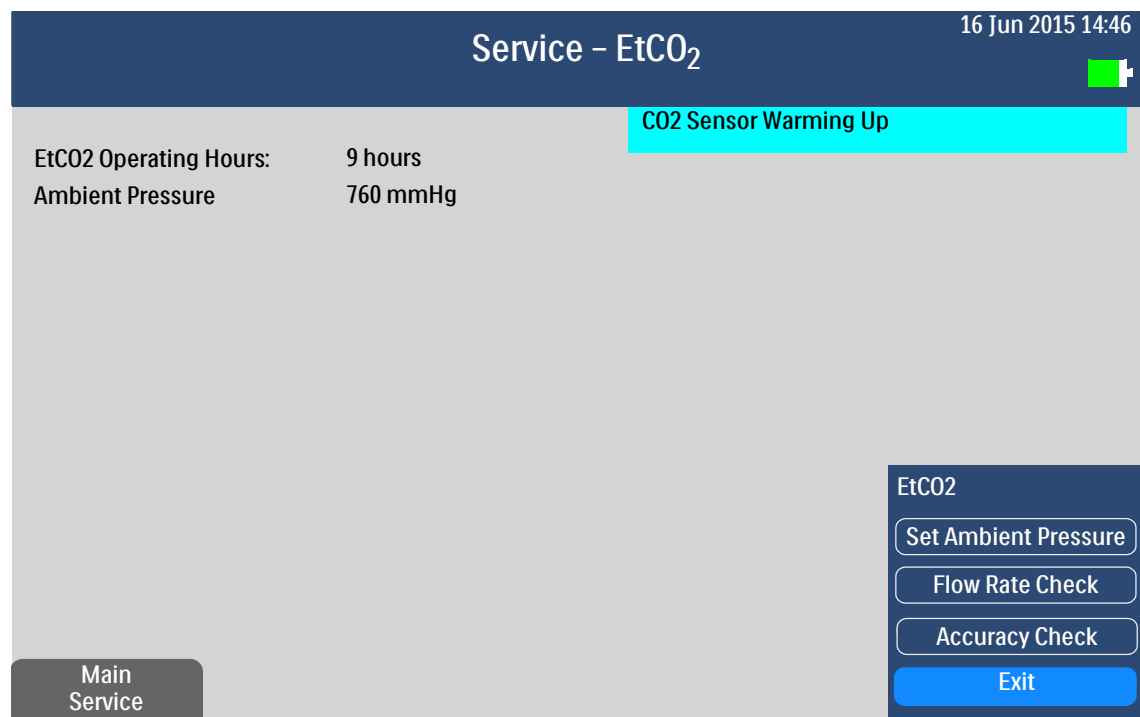 16 Jun 2015 14:46
Service – EtCO₂
CO2 Sensor Warming Up
EtCO2 Operating Hours: 9 hours
Ambient Pressure 760 mmHg
EtCO2
Set Ambient Pressure
Flow Rate Check
Accuracy Check
Exit
Main
Service